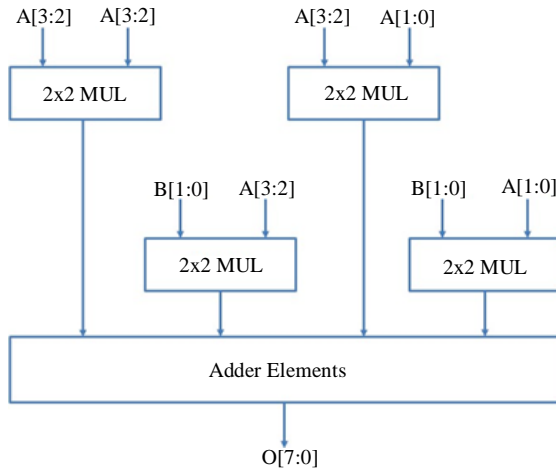 A[3:2] A[3:2] A[3:2] A[1:0]
2x2 MUL 2x2 MUL
B[1:0] A[3:2] B[1:0] A[1:0]
2x2 MUL 2x2 MUL
Adder Elements
O[7:0]